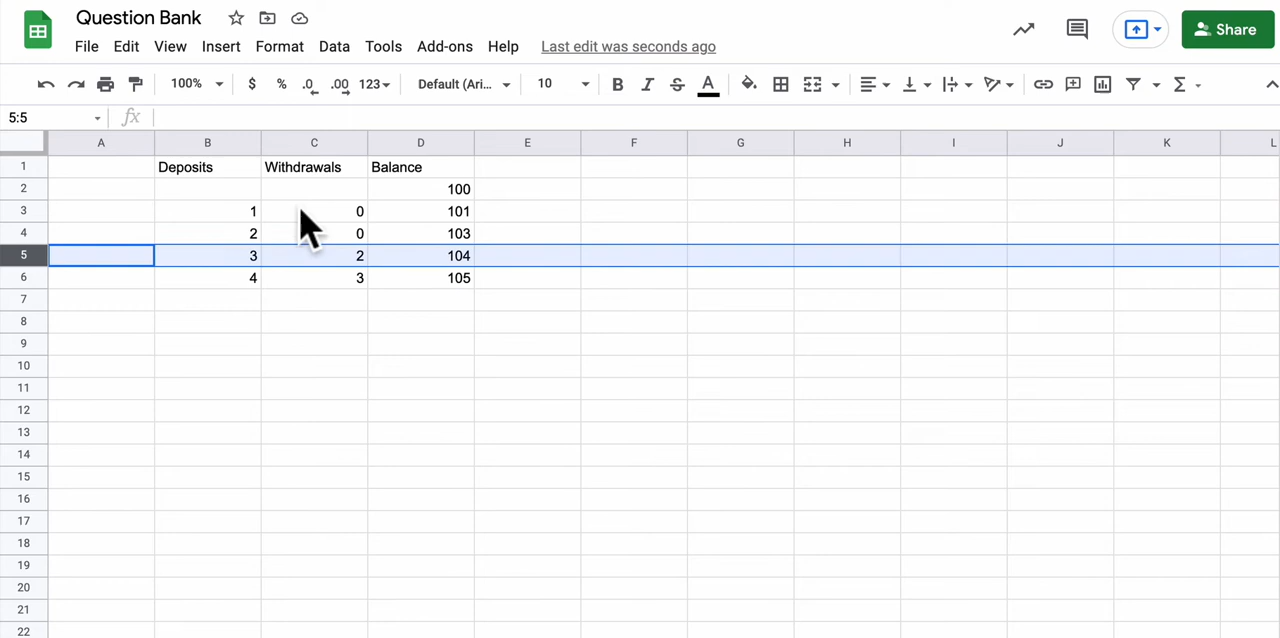 Question Bank
File Edit View Insert Format Data Tools Add-ons Help Last edit was seconds ago
Share
100% $ % .0 .00 123 Default (Ari... 10 B I S A Σ
5:5 fx
A B C D E F G H I J K L
1 Deposits Withdrawals Balance
2 100
3 1 0 101
4 2 0 103
5 3 2 104
6 4 3 105
7
8
9
10
11
12
13
14
15
16
17
18
19
20
21
22